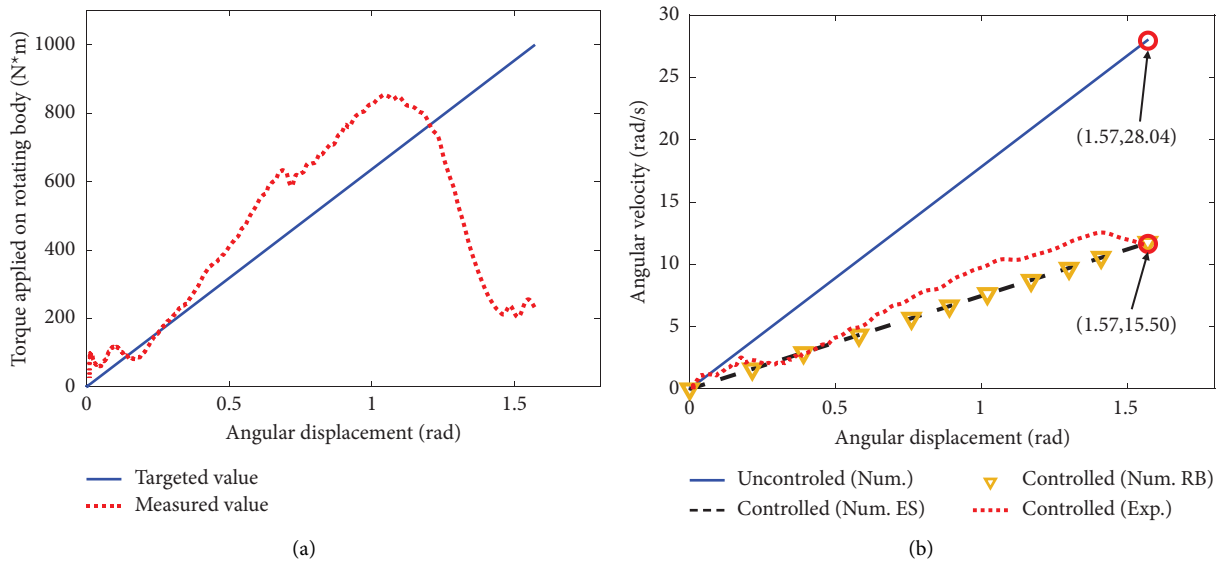 Torque applied on rotating body (N*m)
1000
800
600
400
200
0
0
0.5
1
1.5
Angular displacement (rad)
Targeted value
Measured value
(a)
Angular velocity (rad/s)
30
25
20
15
10
5
0
(1.57,28.04)
(1.57,15.50)
0
0.5
1
1.5
Angular displacement (rad)
Uncontroled (Num.)
Controlled (Num. RB)
Controlled (Num. ES)
Controlled (Exp.)
(b)